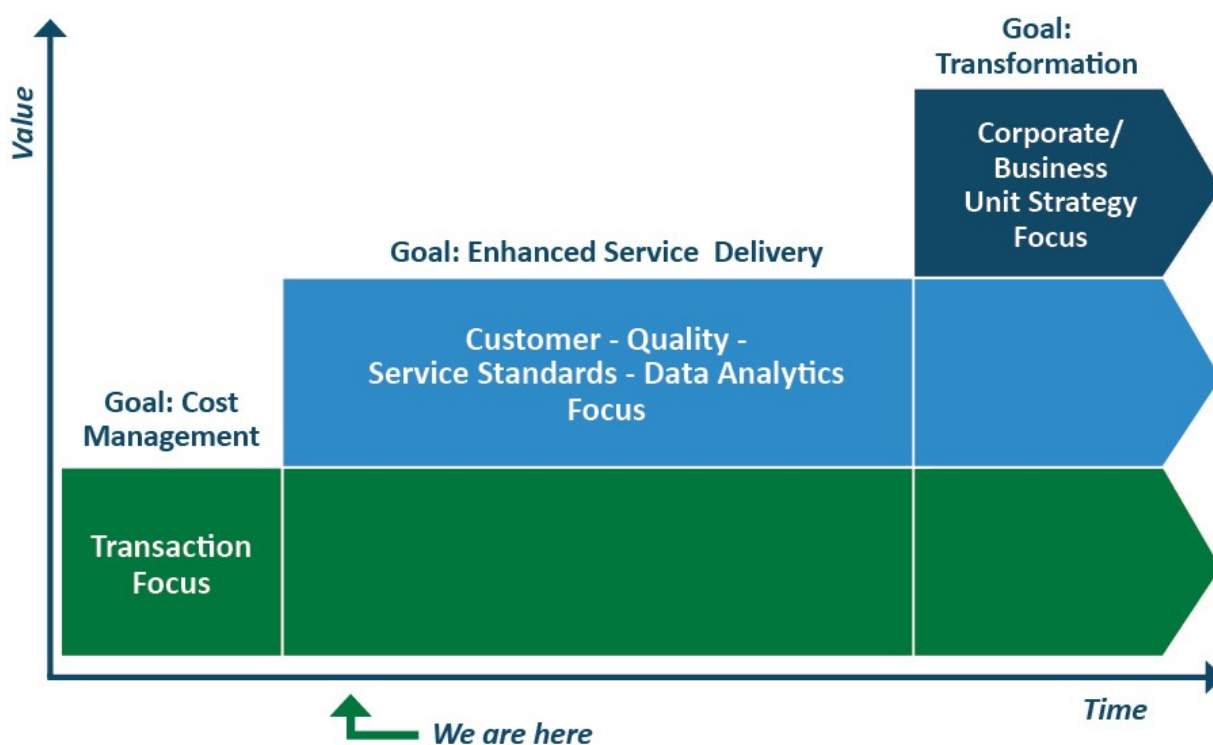 Value
Goal:
Transformation
Corporate/
Business
Unit Strategy
Focus
Goal: Enhanced Service Delivery
Customer - Quality -
Service Standards - Data Analytics
Focus
Goal: Cost
Management
Transaction
Focus
Time
We are here